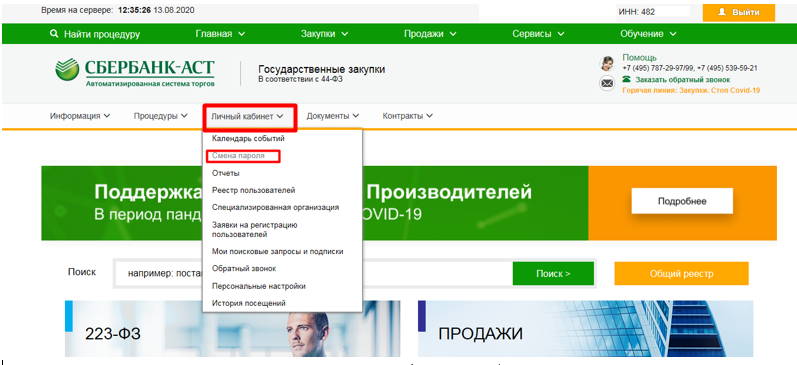 Время на сервере: 12:35:26 13.08.2020
ИНН: 482
Выйти
Найти процедуру Главная Закупки Продажи Сервисы Обучение
СБЕРБАНК-АСТ
Автоматизированная система торгов
Государственные закупки
В соответствии с 44-ФЗ
Помощь
+7 (495) 787-29-97/99, +7 (495) 539-59-21
Заказать обратный звонок
Горячая линия: Закупки. Стоп Covid-19
Информация Процедуры Личный кабинет Документы Контракты
Календарь событий
Смена пароля
Отчеты
Реестр пользователей
Специализированная организация
Заявки на регистрацию
пользователей
Мои поисковые запросы и подписки
Обратный звонок
Персональные настройки
История посещений
Поддержка Производителей
В период панд OVID-19
Подробнее
Поиск
например: поста
Поиск >
Общий реестр
223-ФЗ
ПРОДАЖИ